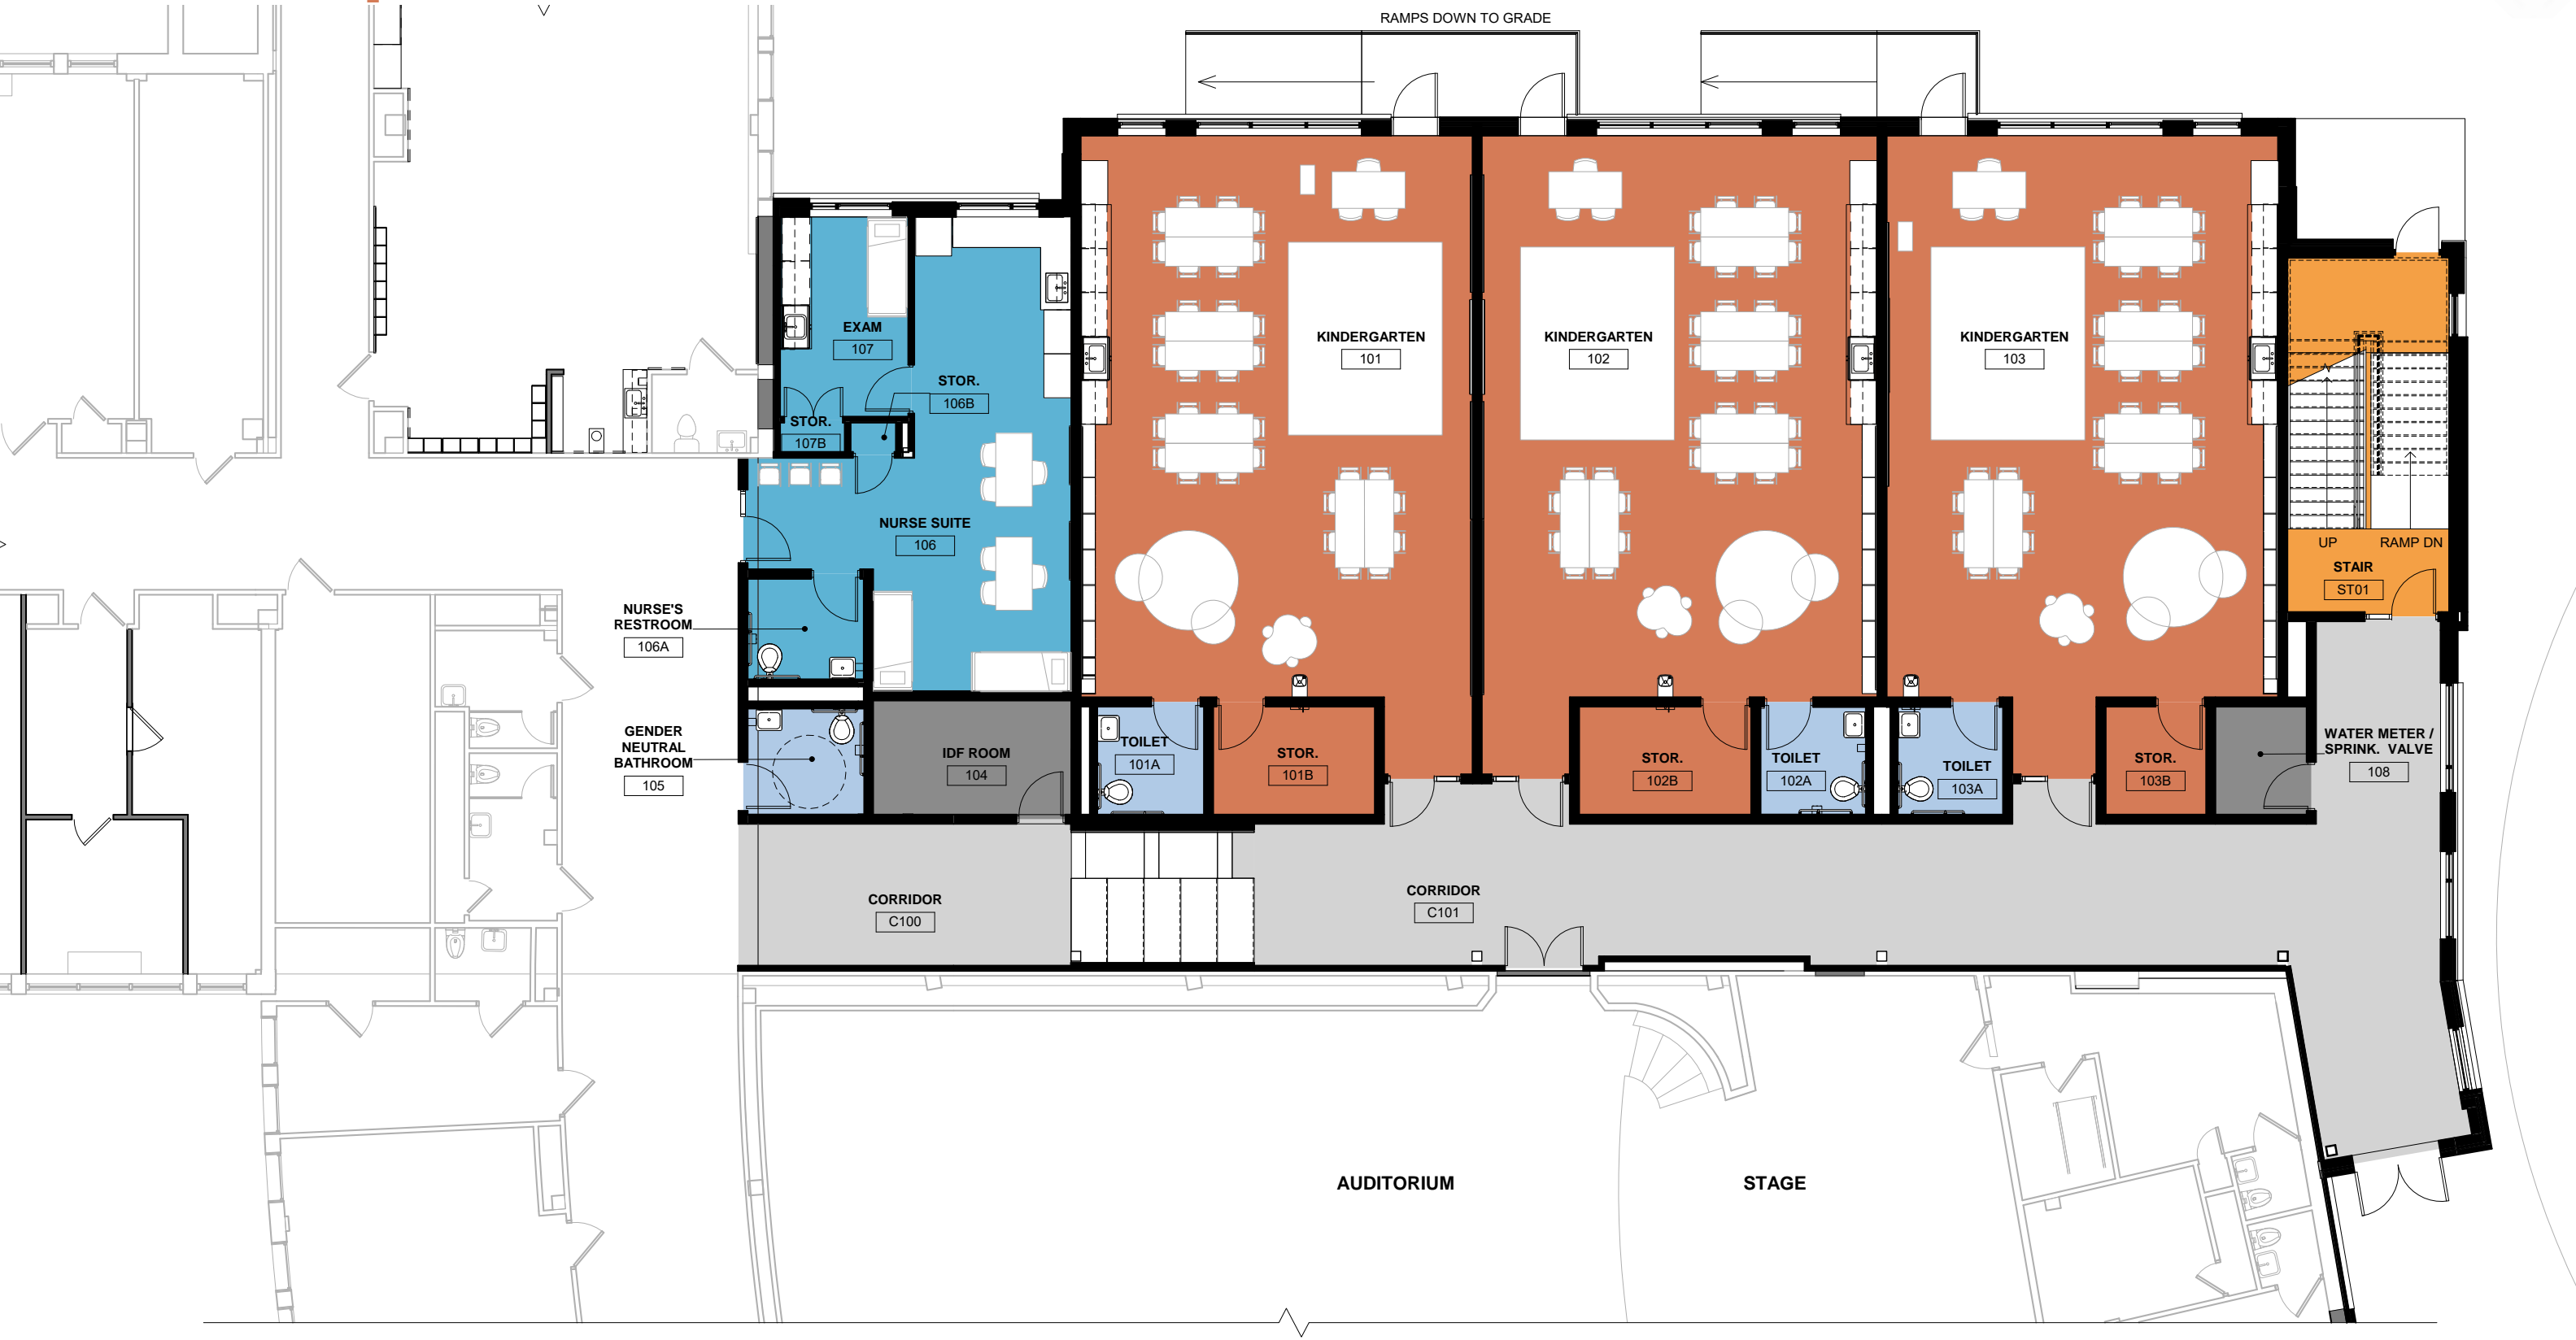 RAMPS DOWN TO GRADE
EXAM
107
STOR.
106B
STOR.
107B
KINDERGARTEN
101
KINDERGARTEN
102
KINDERGARTEN
103
NURSE SUITE
106
UP
RAMP DN
STAIR
ST01
NURSE'S
RESTROOM
106A
GENDER
NEUTRAL
BATHROOM
105
IDF ROOM
104
TOILET
101A
STOR.
101B
STOR.
102B
TOILET
102A
TOILET
103A
STOR.
103B
WATER METER /
SPRINK. VALVE
108
CORRIDOR
C100
CORRIDOR
C101
AUDITORIUM
STAGE